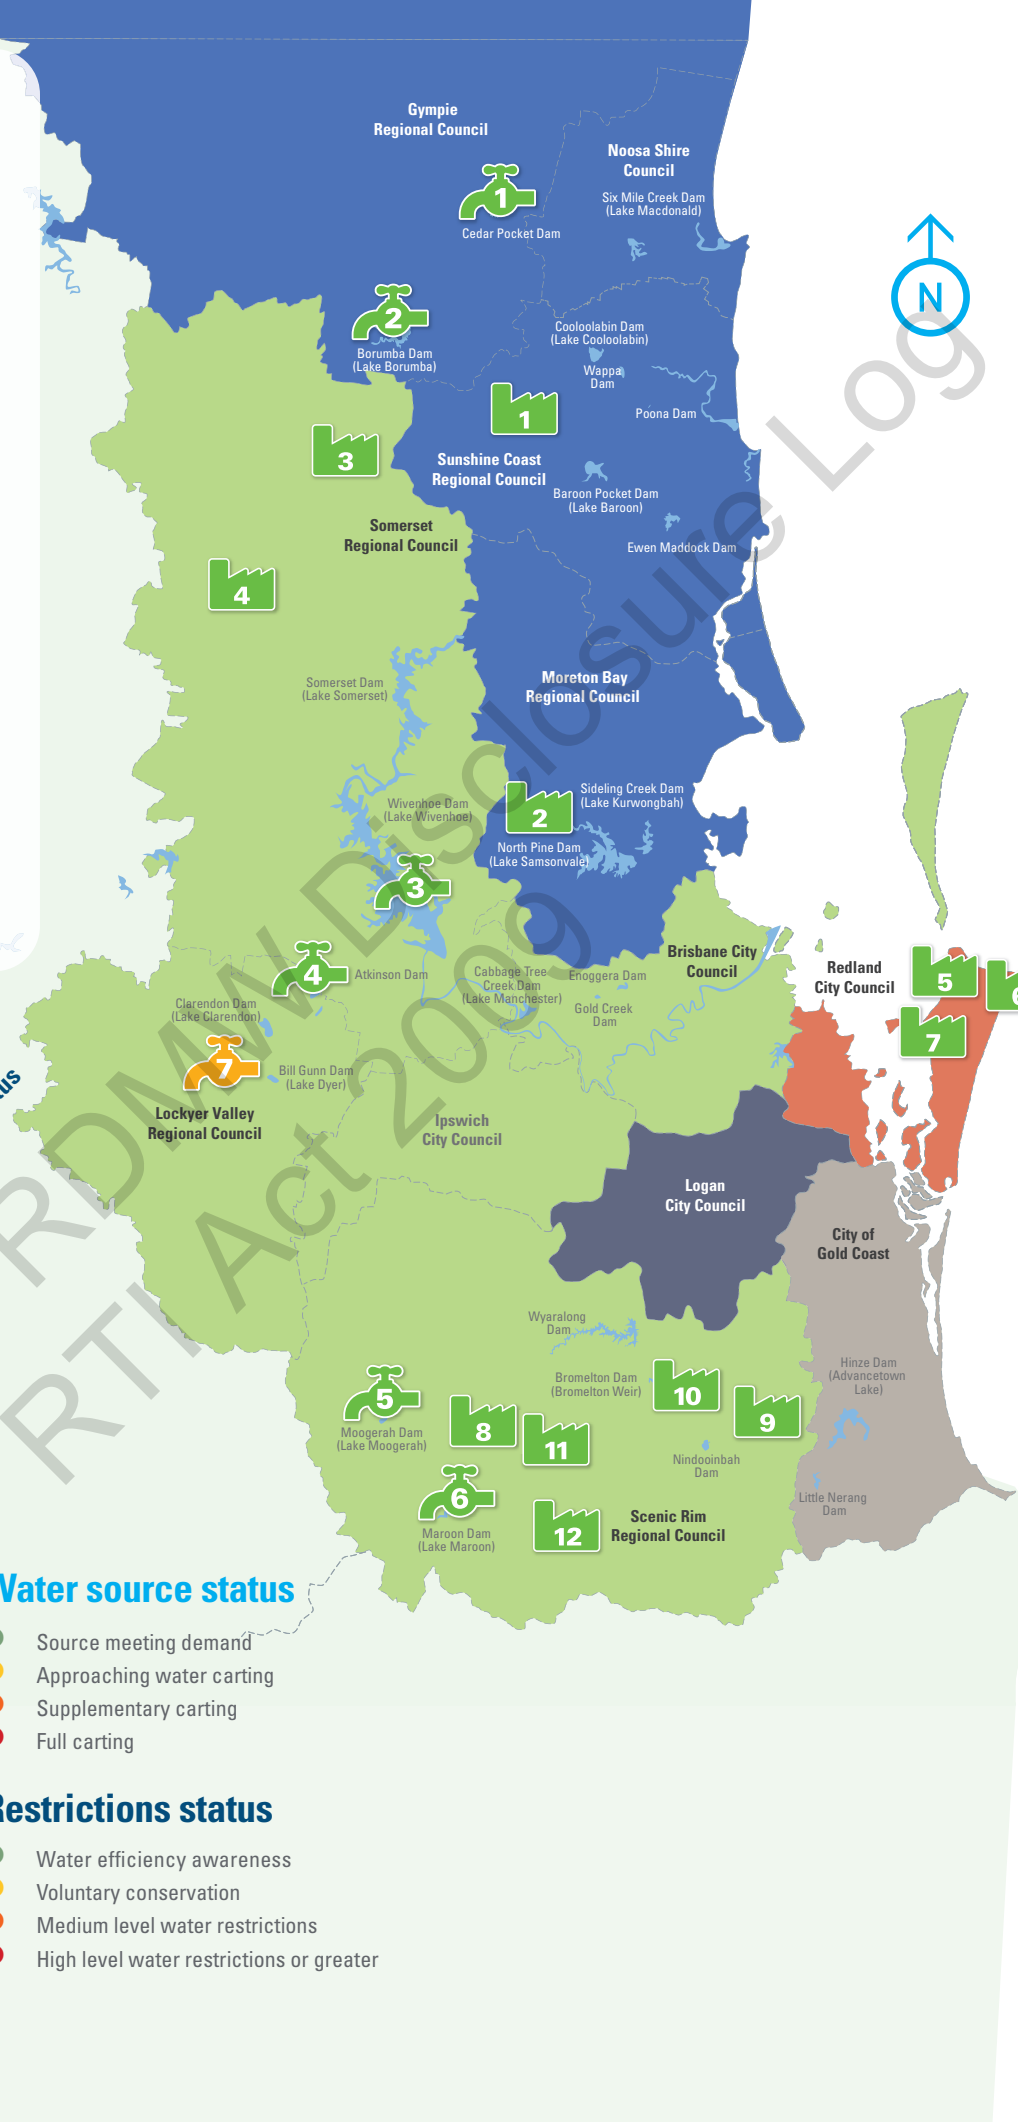 Gympie
Regional Council
Noosa Shire
Council
Six Mile Creek Dam
(Lake Macdonald)
1
Cedar Pocket Dam
N
2
Borumba Dam
(Lake Borumba)
Cooloolabin Dam
(Lake Cooloolabin)
Wappa
Dam
Poona Dam
1
3
Sunshine Coast
Regional Council
Baroon Pocket Dam
(Lake Baroon)
Somerset
Regional Council
Ewen Maddock Dam
4
Somerset Dam
(Lake Somerset)
Moreton Bay
Regional Council
Sideling Creek Dam
(Lake Kurwongbah)
Wivenhoe Dam
(Lake Wivenhoe)
2
North Pine Dam
(Lake Samsonvale)
3
Brisbane City
Council
Redland
City Council
4
Atkinson Dam
Cabbage Tree
Creek Dam
(Lake Manchester)
Enoggera Dam
Gold Creek
Dam
5
6
7
Clarendon Dam
(Lake Clarendon)
7
Bill Gunn Dam
(Lake Dyer)
Lockyer Valley
Regional Council
Ipswich
City Council
Logan
City Council
City of
Gold Coast
Wyaralong
Dam
Bromelton Dam
(Bromelton Weir)
Hinze Dam
(Advancetown
Lake)
5
Moogerah Dam
(Lake Moogerah)
8
11
10
9
Nindooinbah
Dam
6
Maroon Dam
(Lake Maroon)
12
Scenic Rim
Regional Council
Little Nerang
Dam
RDMW Disclosure Log
RTI Act 2009
Water source status
Source meeting demand
Approaching water carting
Supplementary carting
Full carting
Restrictions status
Water efficiency awareness
Voluntary conservation
Medium level water restrictions
High level water restrictions or greater